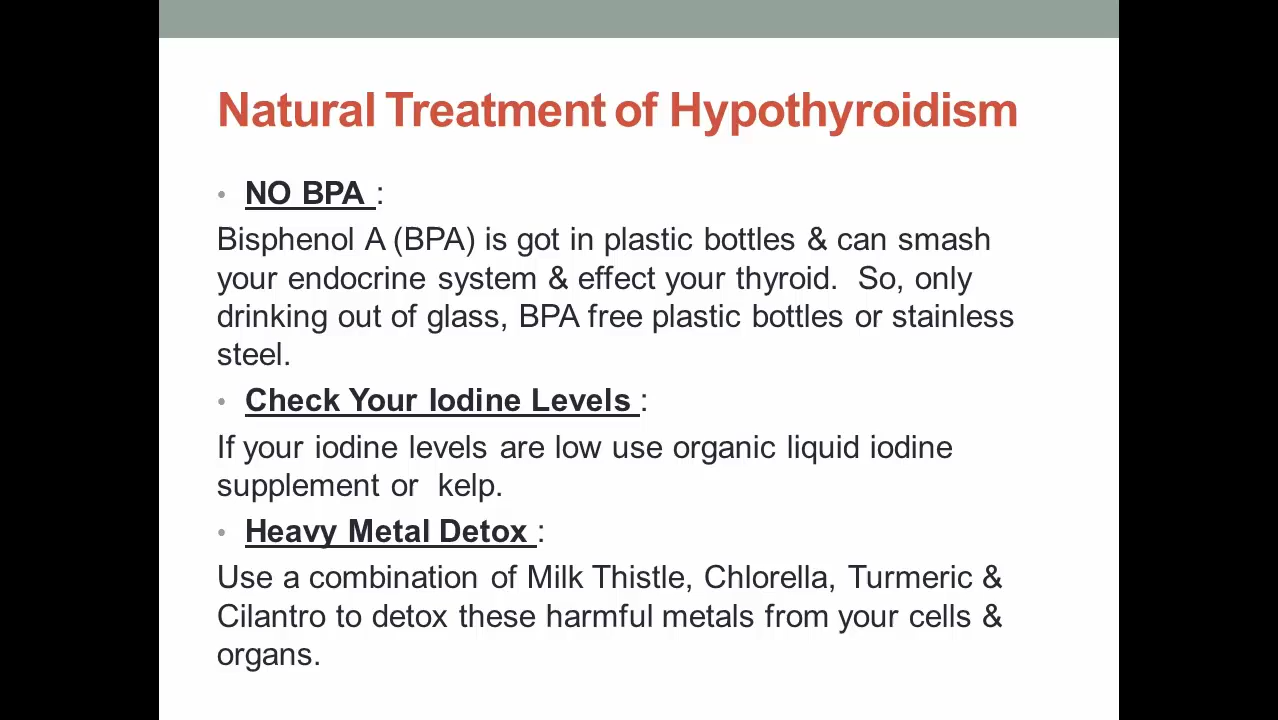 Natural Treatment of Hypothyroidism
• NO BPA :
Bisphenol A (BPA) is got in plastic bottles & can smash
your endocrine system & effect your thyroid.  So, only
drinking out of glass, BPA free plastic bottles or stainless
steel.
• Check Your Iodine Levels :
If your iodine levels are low use organic liquid iodine
supplement or  kelp.
• Heavy Metal Detox :
Use a combination of Milk Thistle, Chlorella, Turmeric &
Cilantro to detox these harmful metals from your cells &
organs.